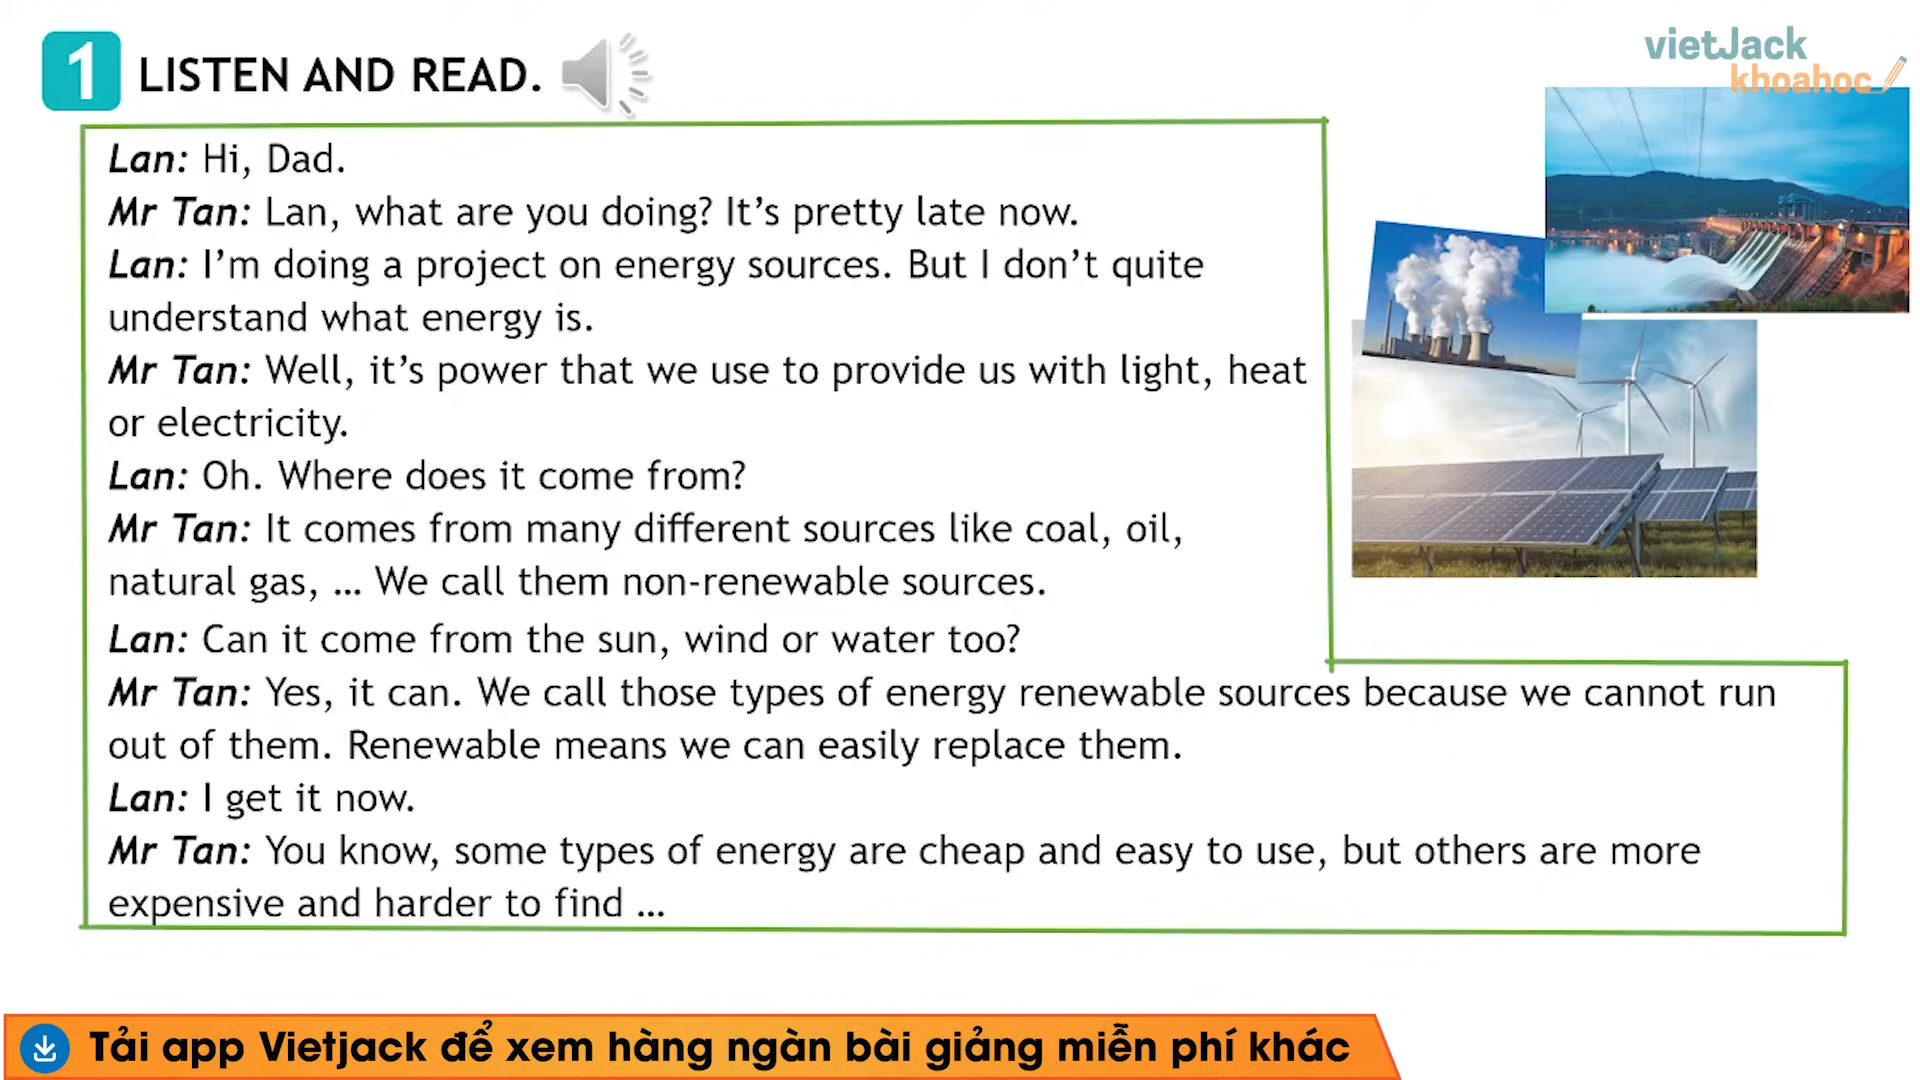 1 LISTEN AND READ.
vietJack
khoahoc
Lan: Hi, Dad.
Mr Tan: Lan, what are you doing? It's pretty late now.
Lan: I'm doing a project on energy sources. But I don't quite
understand what energy is.
Mr Tan: Well, it's power that we use to provide us with light, heat
or electricity.
Lan: Oh. Where does it come from?
Mr Tan: It comes from many different sources like coal, oil,
natural gas, … We call them non-renewable sources.
Lan: Can it come from the sun, wind or water too?
Mr Tan: Yes, it can. We call those types of energy renewable sources because we cannot run
out of them. Renewable means we can easily replace them.
Lan: I get it now.
Mr Tan: You know, some types of energy are cheap and easy to use, but others are more
expensive and harder to find …
Tải app Vietjack để xem hàng ngàn bài giảng miễn phí khác